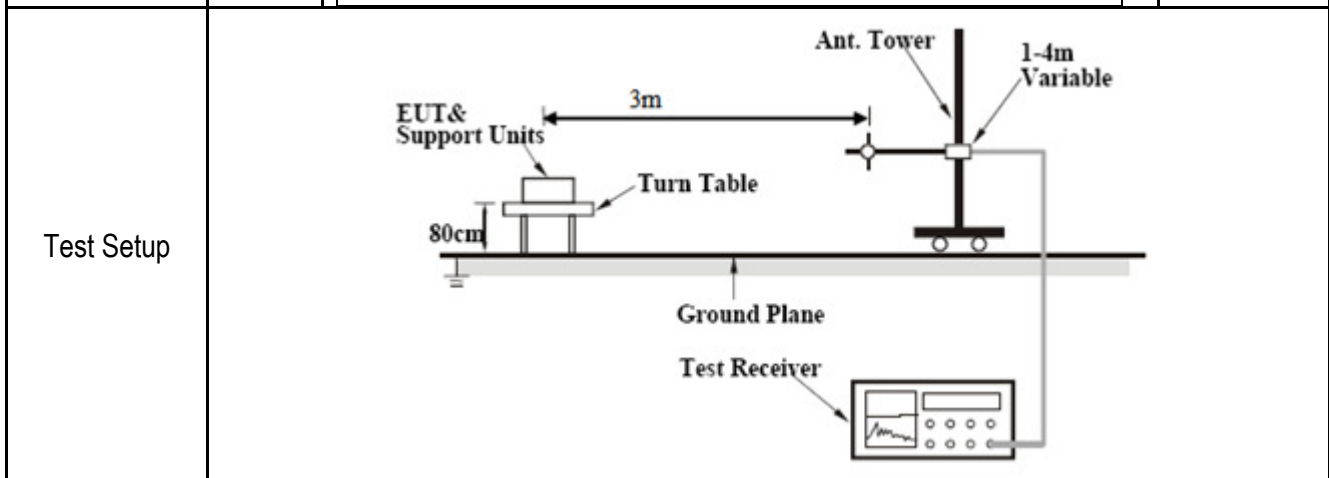 Test Setup
Ant. Tower
1-4m
Variable
3m
EUT&
Support Units
Turn Table
80cm
Ground Plane
Test Receiver